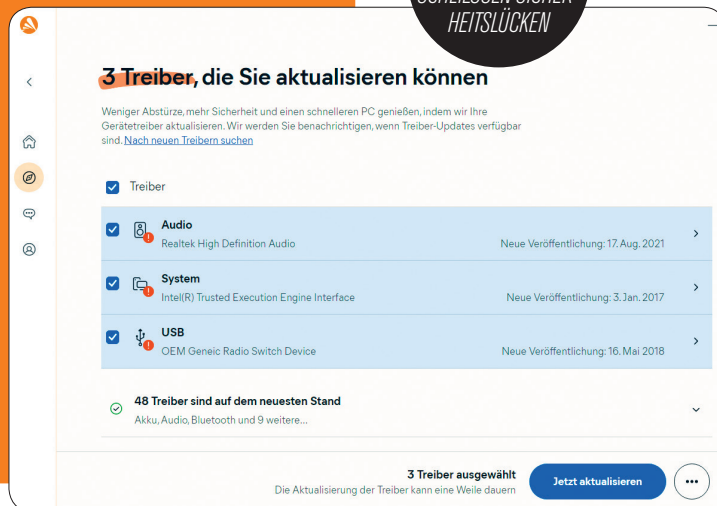 SCHLIESSEN SICHER-
HEITSLÜCKEN
3 Treiber, die Sie aktualisieren können
Weniger Abstürze, mehr Sicherheit und einen schnelleren PC genießen, indem wir Ihre
Gerätetreiber aktualisieren. Wir werden Sie benachrichtigen, wenn Treiber-Updates verfügbar
sind. Nach neuen Treibern suchen
Treiber
Audio
Realtek High Definition Audio
Neue Veröffentlichung: 17. Aug. 2021
System
Intel(R) Trusted Execution Engine Interface
Neue Veröffentlichung: 3. Jan. 2017
USB
OEM Geneic Radio Switch Device
Neue Veröffentlichung: 16. Mai 2018
48 Treiber sind auf dem neuesten Stand
Akku, Audio, Bluetooth und 9 weitere...
3 Treiber ausgewählt
Die Aktualisierung der Treiber kann eine Weile dauern
Jetzt aktualisieren